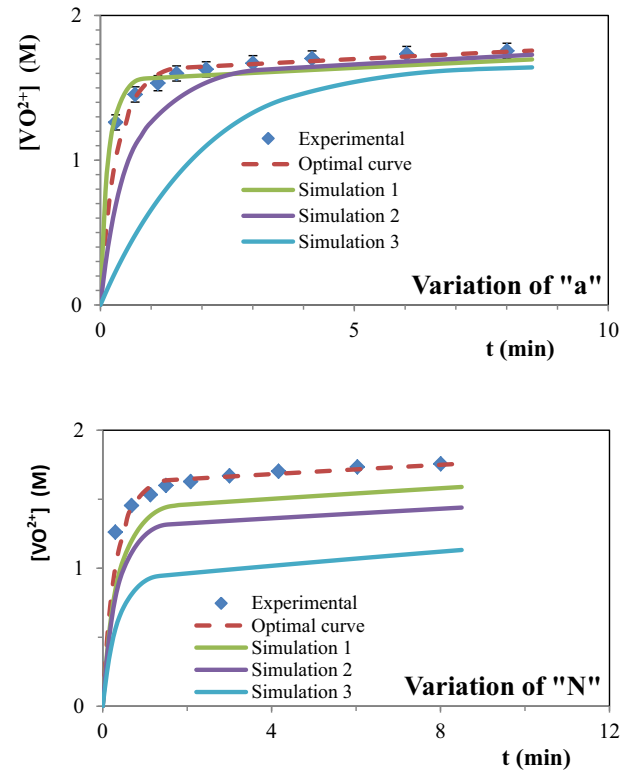 2
[VO²⁺] (M)
1
Experimental
Optimal curve
Simulation 1
Simulation 2
Simulation 3
Variation of "a"
0
0
5
10
t (min)
2
[VO²⁺] (M)
1
Experimental
Optimal curve
Simulation 1
Simulation 2
Simulation 3
Variation of "N"
0
0
4
8
12
t (min)